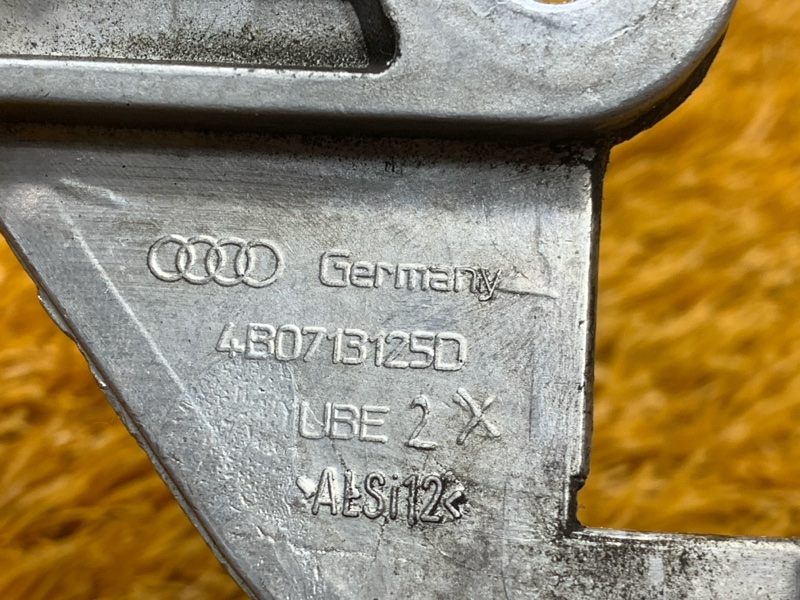 Germany
4B0713125D
UBE 2 X
>AlSi12<